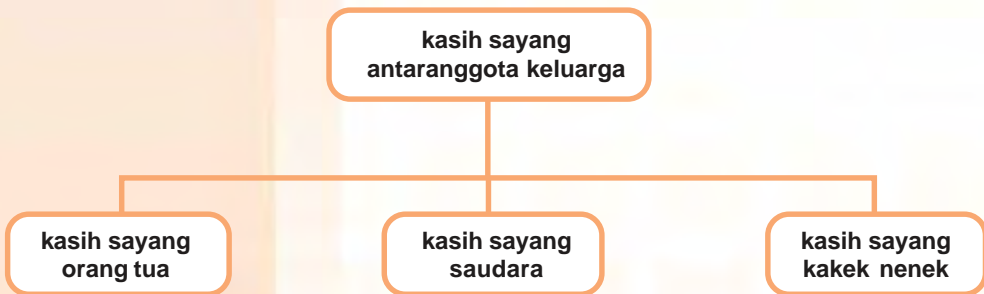 kasih sayang
antaranggota keluarga
kasih sayang
orang tua
kasih sayang
saudara
kasih sayang
kakek nenek